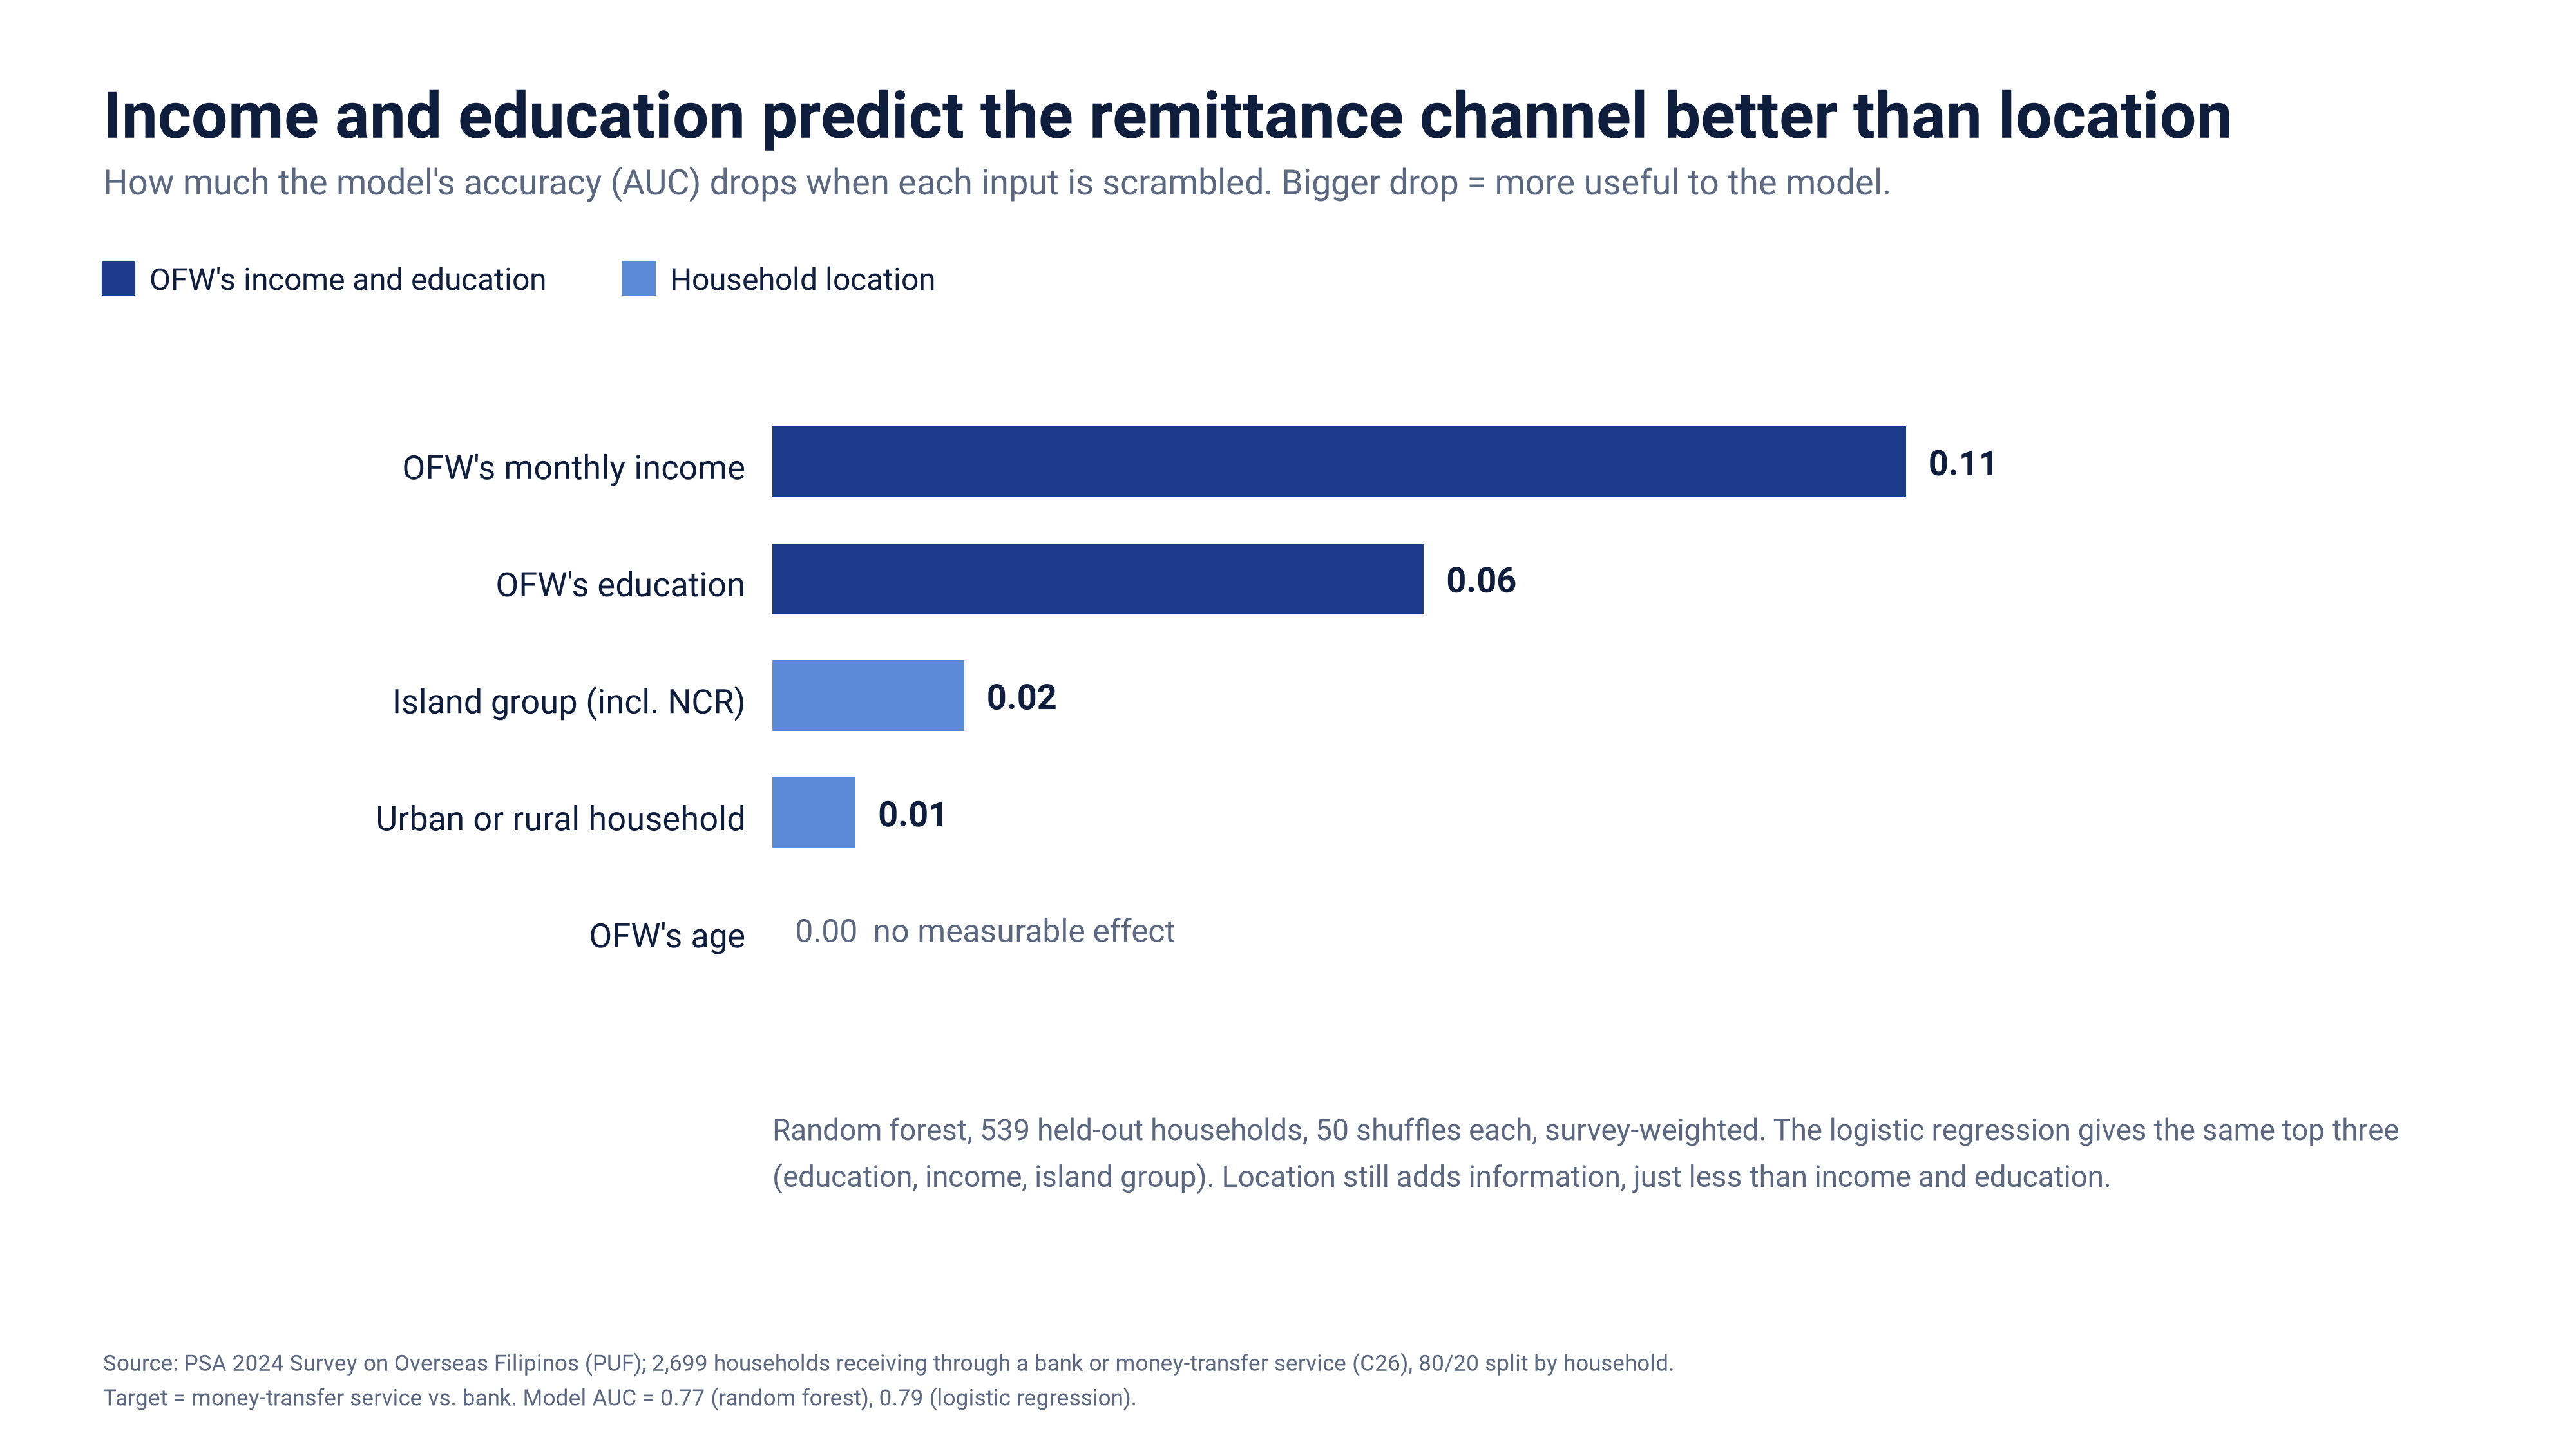 Income and education predict the remittance channel better than location
How much the model's accuracy (AUC) drops when each input is scrambled. Bigger drop = more useful to the model.
OFW's income and education
Household location
OFW's monthly income 0.11
OFW's education 0.06
Island group (incl. NCR) 0.02
Urban or rural household 0.01
OFW's age 0.00 no measurable effect
Random forest, 539 held-out households, 50 shuffles each, survey-weighted. The logistic regression gives the same top three
(education, income, island group). Location still adds information, just less than income and education.
Source: PSA 2024 Survey on Overseas Filipinos (PUF); 2,699 households receiving through a bank or money-transfer service (C26), 80/20 split by household.
Target = money-transfer service vs. bank. Model AUC = 0.77 (random forest), 0.79 (logistic regression).